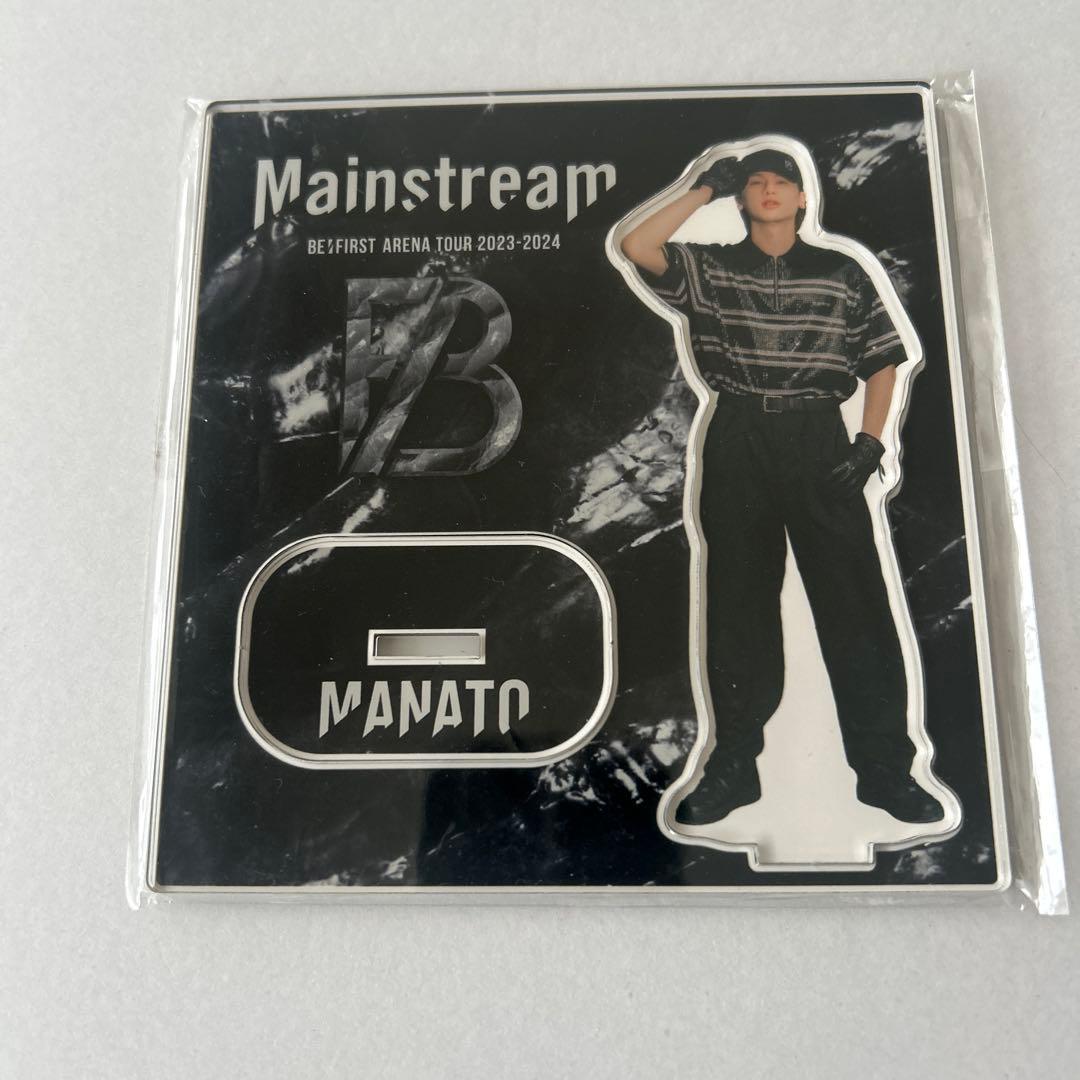 Mainstream
BE:FIRST ARENA TOUR 2023-2024
MANATO